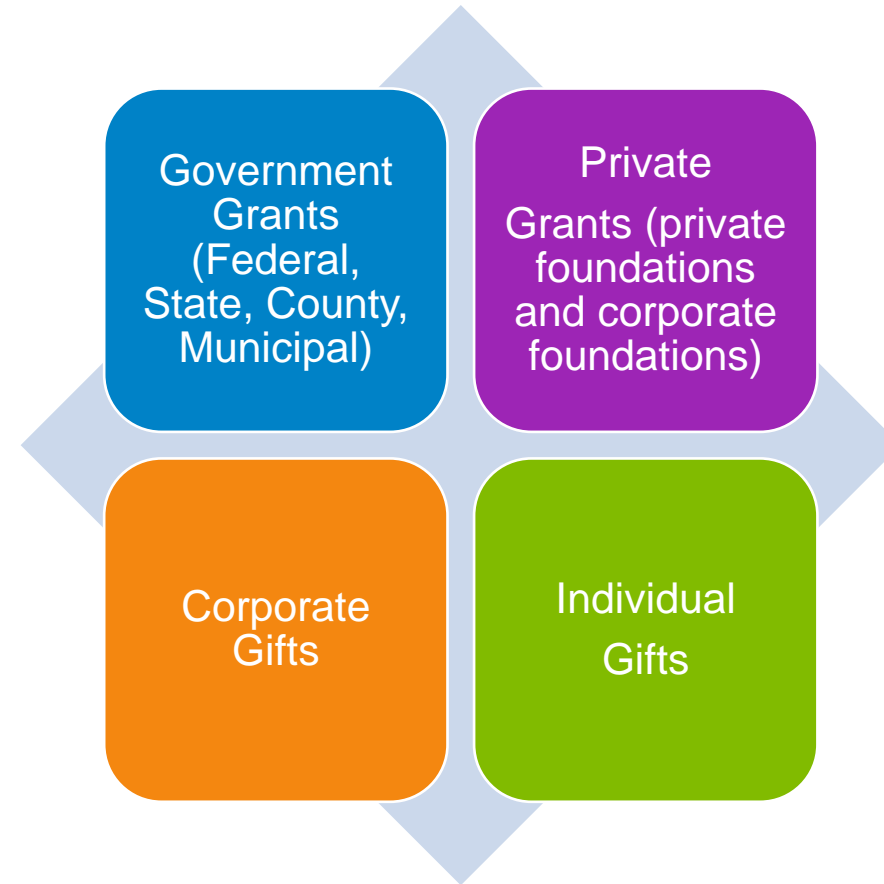 Government
Grants
(Federal,
State, County,
Municipal)
Private
Grants (private
foundations
and corporate
foundations)
Corporate
Gifts
Individual
Gifts